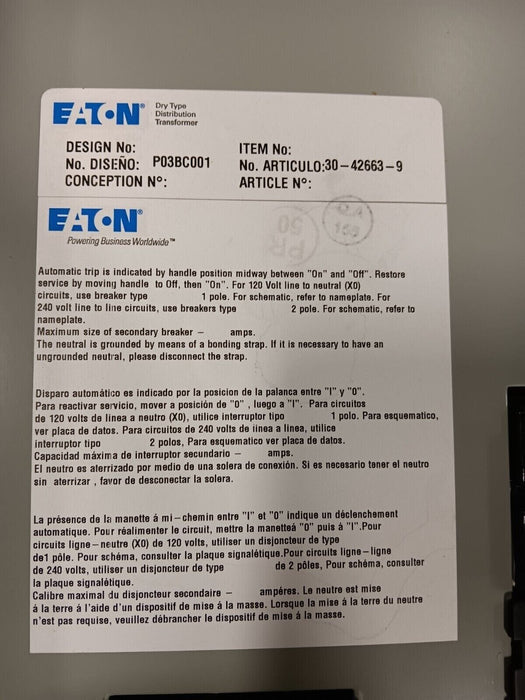 EATON® Dry Type
Distribution
Transformer
DESIGN No:
No. DISEÑO: P03BC001
CONCEPTION Nº:
ITEM No:
No. ARTICULO:30-42663-9
ARTICLE Nº:
EATON®
Powering Business Worldwide™
PR
50
Q.A
Automatic trip is indicated by handle position midway between "On" and "Off". Restore
service by moving handle to Off, then "On". For 120 Volt line to neutral (X0)
circuits, use breaker type 1 pole. For schematic, refer to nameplate. For
240 volt line to line circuits, use breakers type 2 pole. For schematic, refer to
nameplate.
Maximum size of secondary breaker - amps.
The neutral is grounded by means of a bonding strap. If it is necessary to have an
ungrounded neutral, please disconnect the strap.
Disparo automático es indicado por la posicion de la palanca entre "I" y "0".
Para reactivar servicio, mover a posición de "0" , luego a "I". Para circuitos
de 120 volts de linea a neutro (X0), utilice interruptor tipo 1 polo. Para esquematico,
ver placa de datos. Para circuitos de 240 volts de linea a linea, utilice
interruptor tipo 2 polos, Para esquematico ver placa de datos.
Capacidad máxima de interruptor secundario - amps.
El neutro es aterrizado por medio de una solera de conexión. Si es necesario tener el neutro
sin aterrizar , favor de desconectar la solera.
La présence de la manette á mi-chemin entre "I" et "0" indique un déclenchement
automatique. Pour réalimenter le circuit, mettre la manetteá "0" puis à "I".Pour
circuits ligne-neutre (X0) de 120 volts, utiliser un disjoncteur de type
de1 pôle. Pour schéma, consulter la plaque signalétique.Pour circuits ligne-ligne
de 240 volts, utiliser un disjoncteur de type de 2 pôles, Pour schéma, consulter
la plaque signalétique.
Calibre maximal du disjoncteur secondaire - ampéres. Le neutre est mise
á la terre á l'aide d'un dispositif de mise á la masse. Lorsque la mise á la terre du neutre
n'est pas requise, veuillez débrancher le dispositif de mise á la masse.